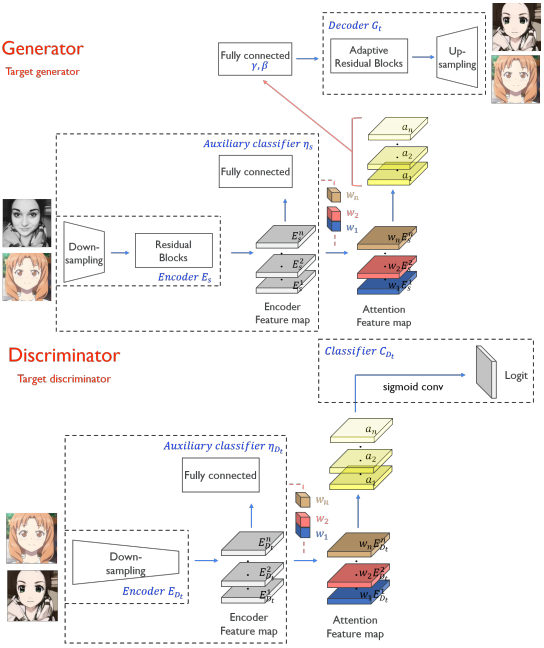 Generator
Target generator
Decoder G_t
Fully connected
γ, β
Adaptive
Residual Blocks
Up-
sampling
Auxiliary classifier η_s
Fully connected
a_n
a_2
a_1
w_n
w_2
w_1
Down-
sampling
Residual
Blocks
Encoder E_s
E_s^n
E_s^2
E_s^1
w_n E_s^n
w_2 E_s^2
w_1 E_s^1
Encoder
Feature map
Attention
Feature map
Discriminator
Target discriminator
Classifier C_{D_t}
sigmoid conv
Logit
Auxiliary classifier η_{D_t}
Fully connected
a_n
a_2
a_1
w_n
w_2
w_1
Down-
sampling
Encoder E_{D_t}
E_{D_t}^n
E_{D_t}^2
E_{D_t}^1
w_n E_{D_t}^n
w_2 E_{D_t}^2
w_1 E_{D_t}^1
Encoder
Feature map
Attention
Feature map